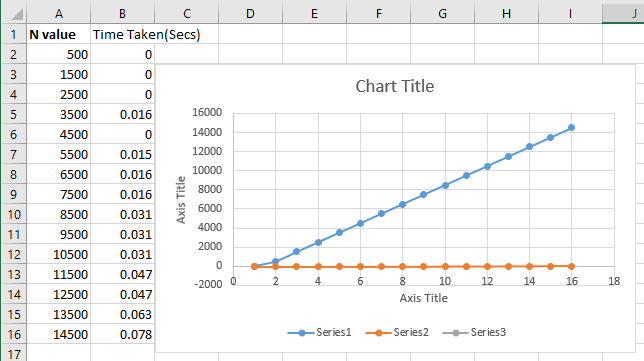 A B C D E F G H I J
1 N value Time Taken(Secs)
2 500 0
3 1500 0
4 2500 0
5 3500 0.016
6 4500 0
7 5500 0.015
8 6500 0.016
9 7500 0.016
10 8500 0.031
11 9500 0.031
12 10500 0.031
13 11500 0.047
14 12500 0.047
15 13500 0.063
16 14500 0.078
17
Chart Title
16000
14000
12000
10000
8000
6000
4000
2000
0
-2000
Axis Title
0 2 4 6 8 10 12 14 16 18
Axis Title
Series1 Series2 Series3